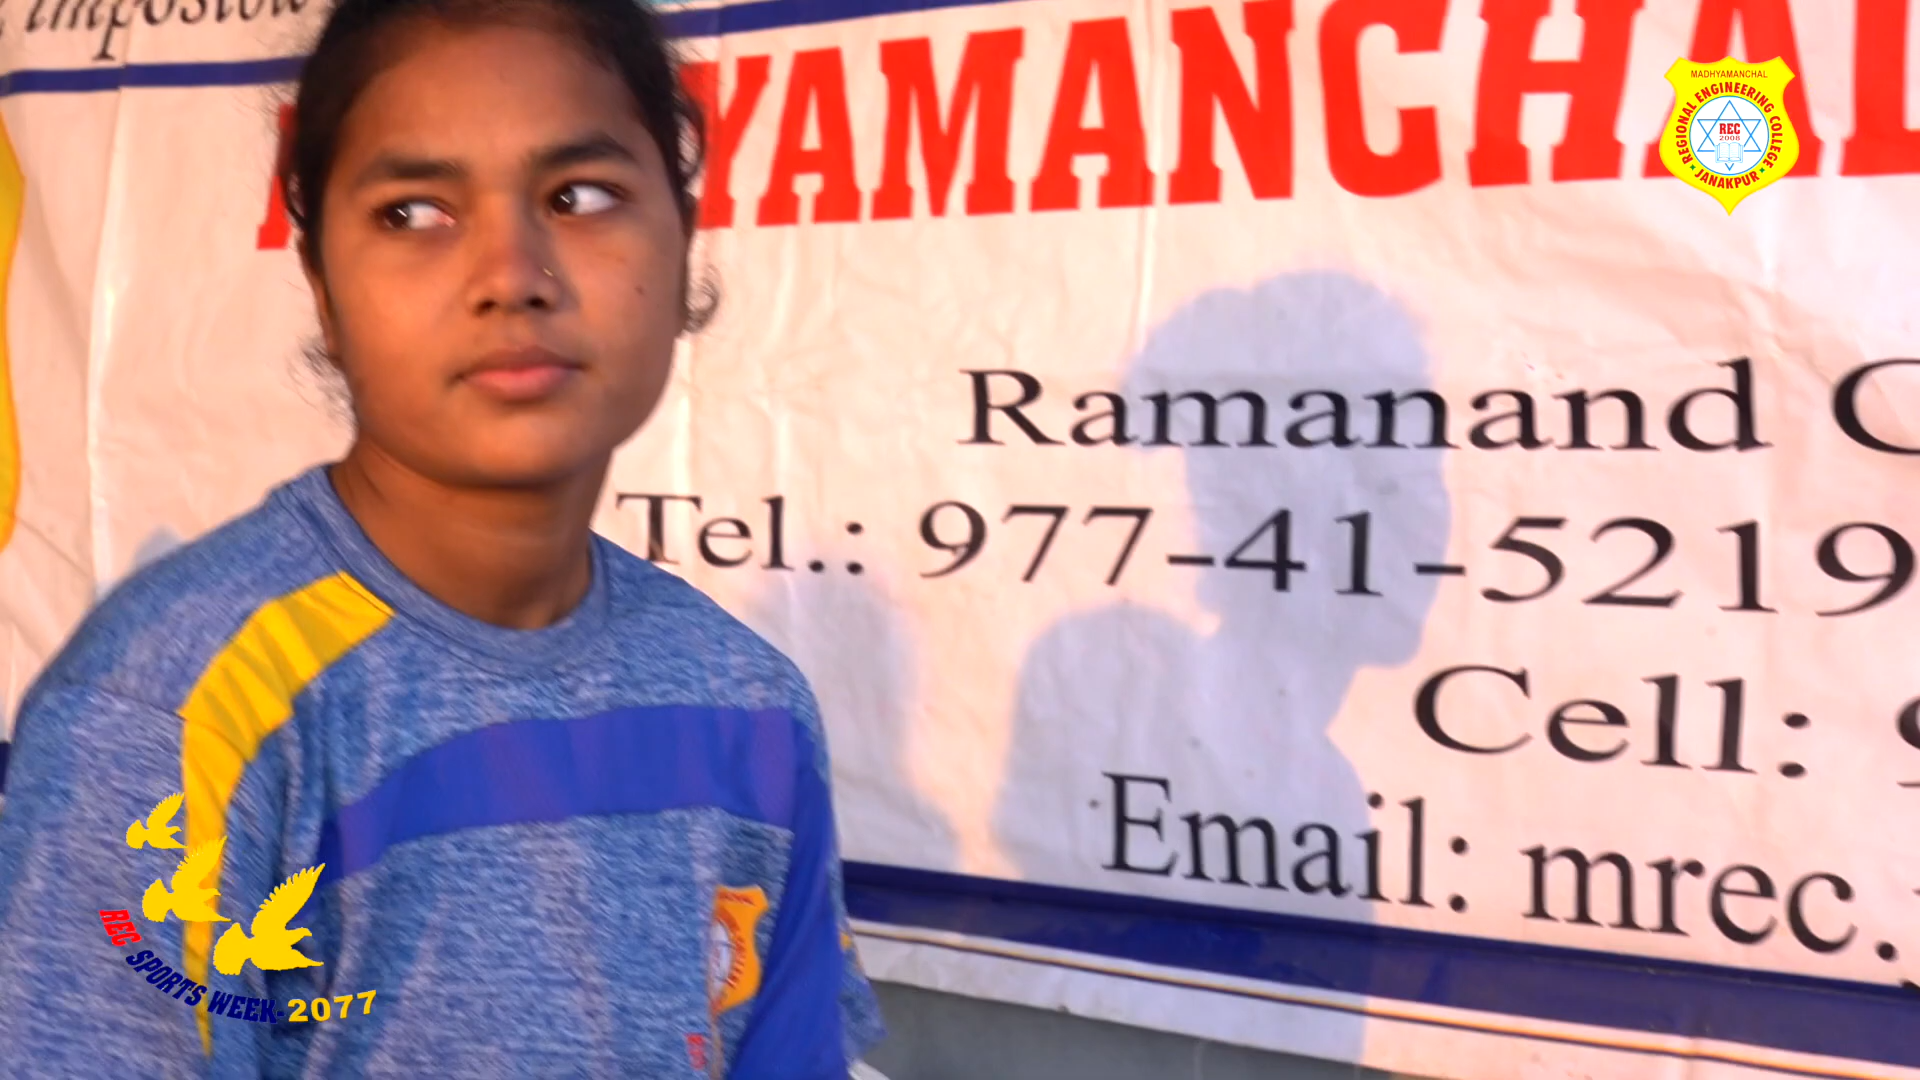 YAMANCHAL
MADHYAMANCHAL
REGIONAL ENGINEERING COLLEGE
REC
2008
JANAKPUR
Ramanand
Tel.: 977-41-5219
Cell:
Email: mrec.
REC SPORTS WEEK-2077